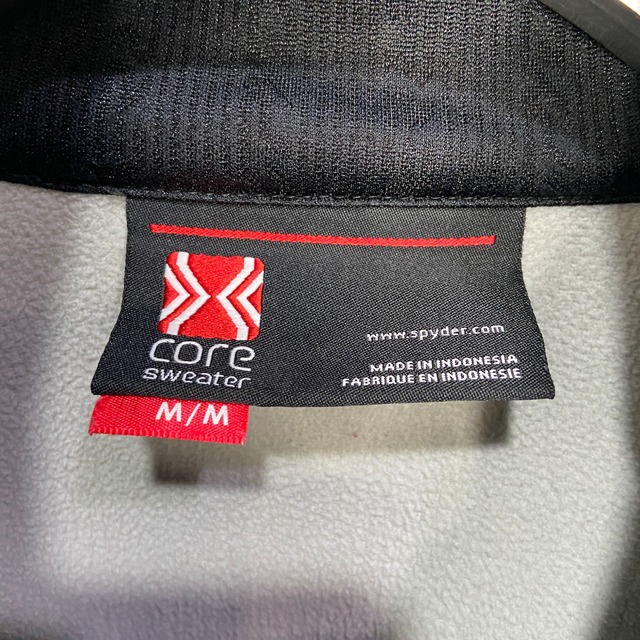 core
sweater
www.spyder.com
MADE IN INDONESIA
FABRIQUE EN INDONESIE
M/M